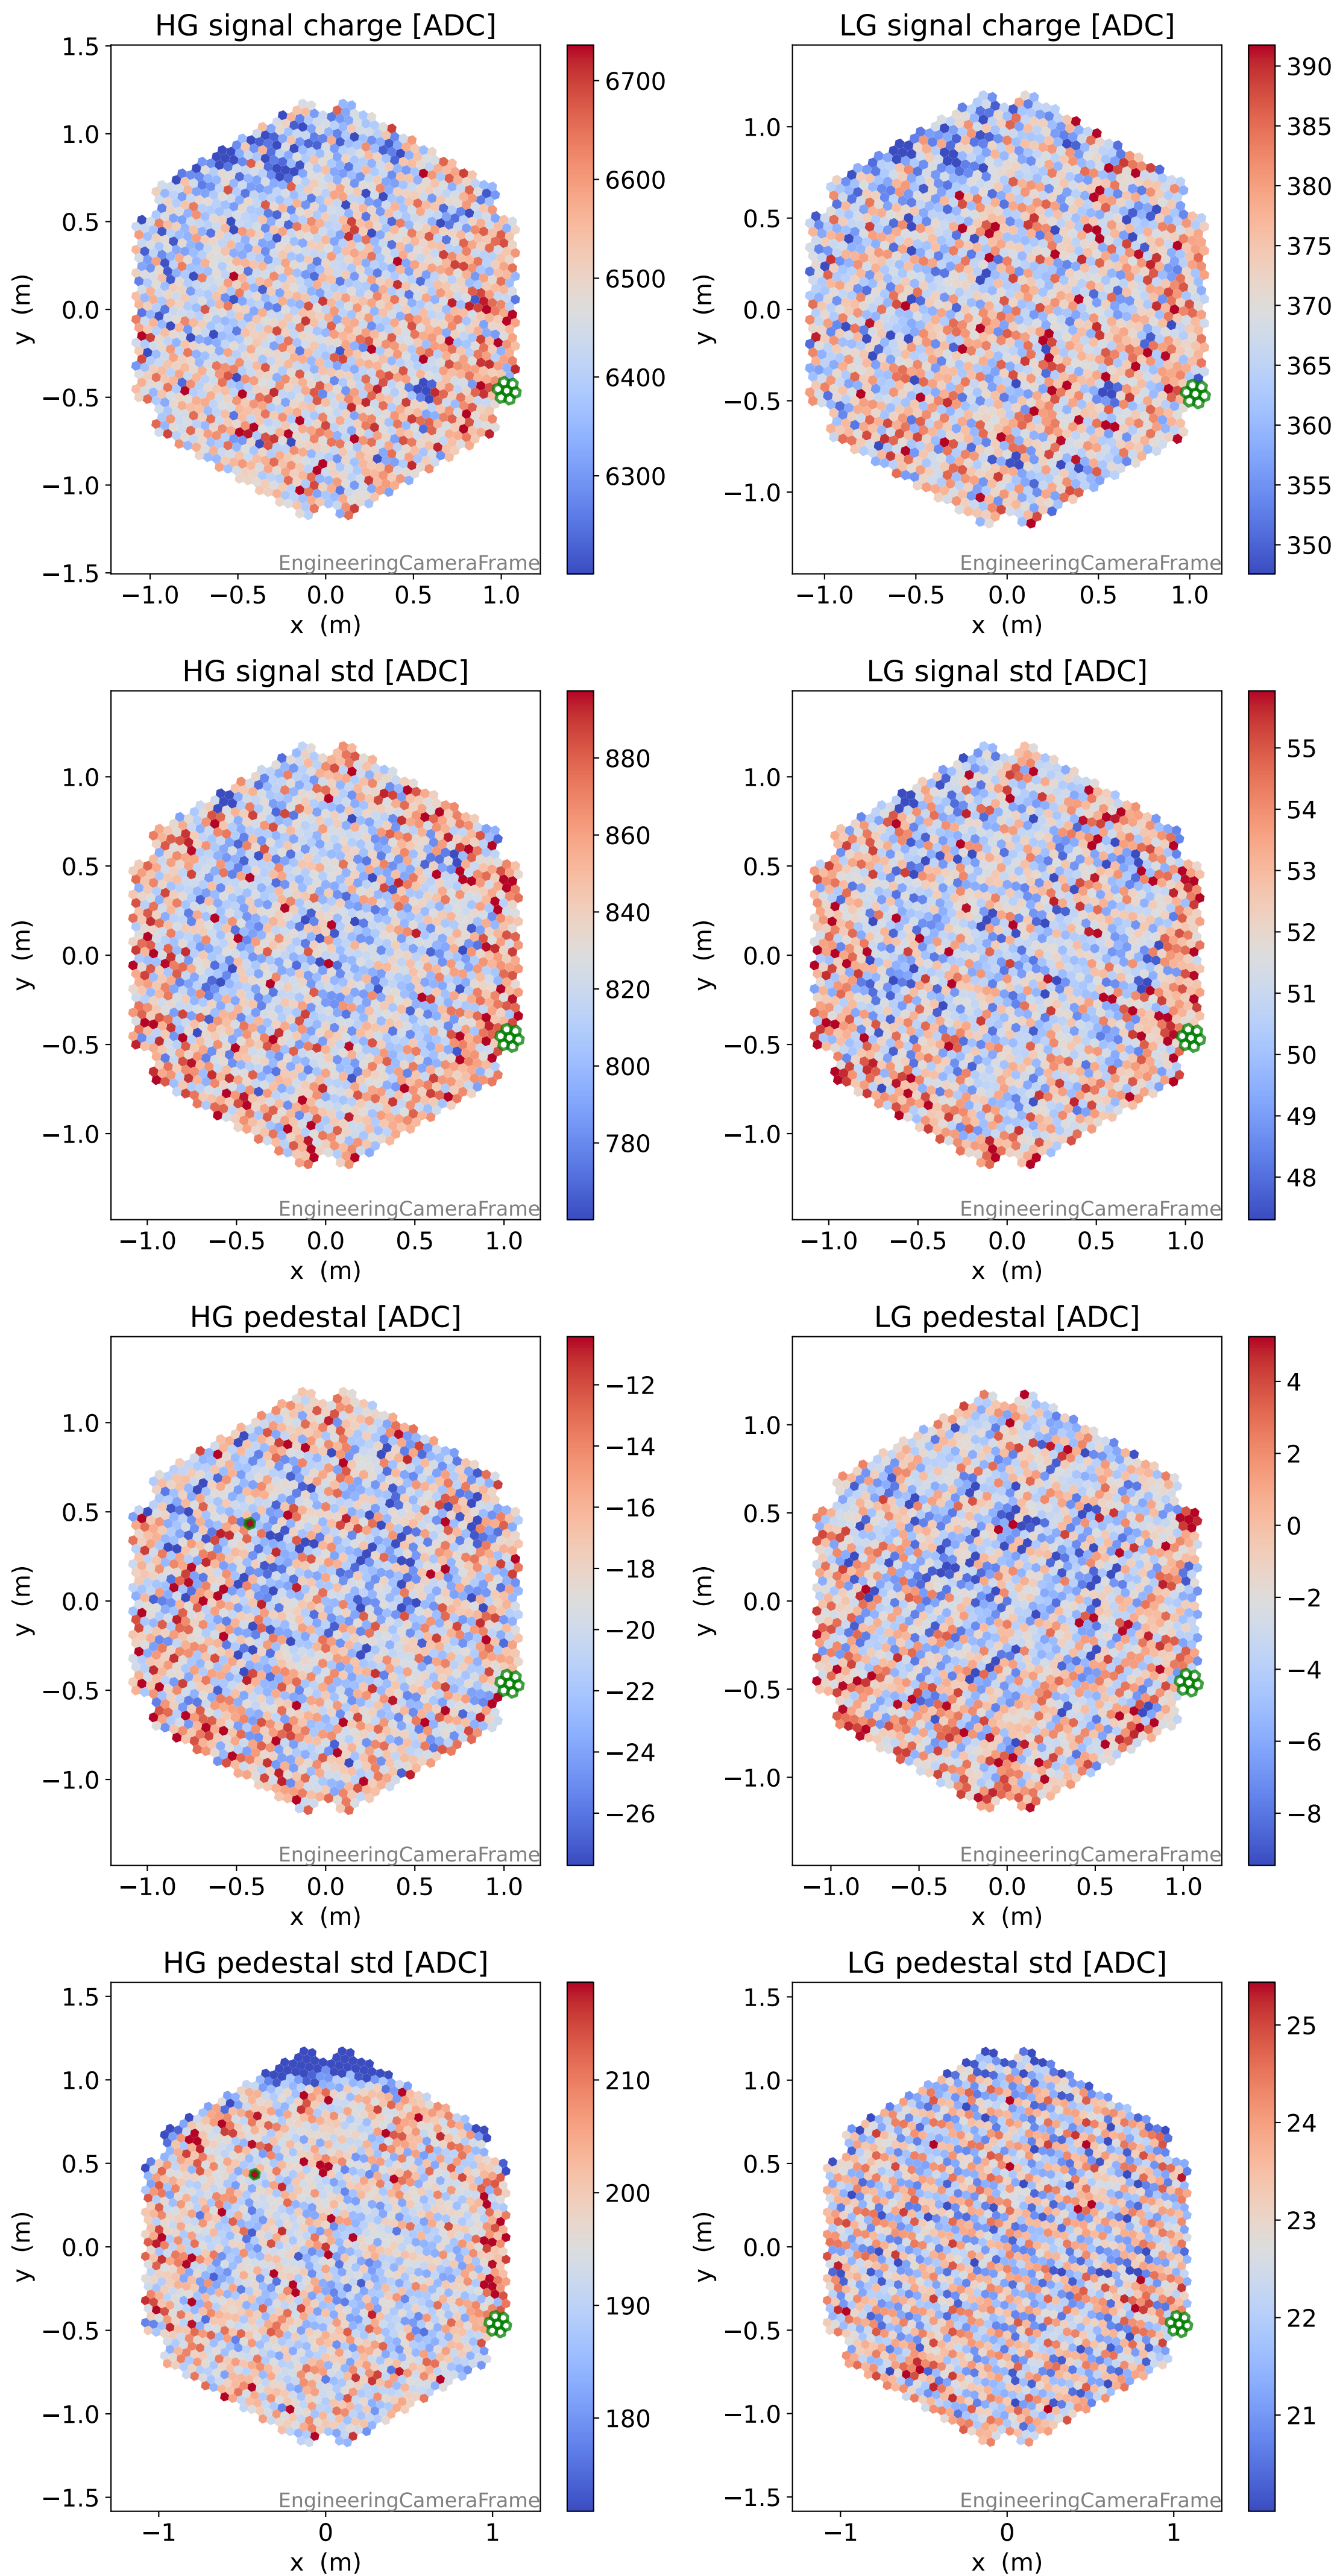 HG signal charge [ADC]
1.5
1.0
0.5
0.0
−0.5
−1.0
−1.5
y (m)
−1.0 −0.5 0.0 0.5 1.0
x (m)
EngineeringCameraFrame
6700
6600
6500
6400
6300
LG signal charge [ADC]
1.0
0.5
0.0
−0.5
−1.0
y (m)
−1.0 −0.5 0.0 0.5 1.0
x (m)
EngineeringCameraFrame
390
385
380
375
370
365
360
355
350
HG signal std [ADC]
1.0
0.5
0.0
−0.5
−1.0
y (m)
−1.0 −0.5 0.0 0.5 1.0
x (m)
EngineeringCameraFrame
880
860
840
820
800
780
LG signal std [ADC]
1.0
0.5
0.0
−0.5
−1.0
y (m)
−1.0 −0.5 0.0 0.5 1.0
x (m)
EngineeringCameraFrame
55
54
53
52
51
50
49
48
HG pedestal [ADC]
1.0
0.5
0.0
−0.5
−1.0
y (m)
−1.0 −0.5 0.0 0.5 1.0
x (m)
EngineeringCameraFrame
−12
−14
−16
−18
−20
−22
−24
−26
LG pedestal [ADC]
1.0
0.5
0.0
−0.5
−1.0
y (m)
−1.0 −0.5 0.0 0.5 1.0
x (m)
EngineeringCameraFrame
4
2
0
−2
−4
−6
−8
HG pedestal std [ADC]
1.5
1.0
0.5
0.0
−0.5
−1.0
−1.5
y (m)
−1 0 1
x (m)
EngineeringCameraFrame
210
200
190
180
LG pedestal std [ADC]
1.5
1.0
0.5
0.0
−0.5
−1.0
−1.5
y (m)
−1 0 1
x (m)
EngineeringCameraFrame
25
24
23
22
21